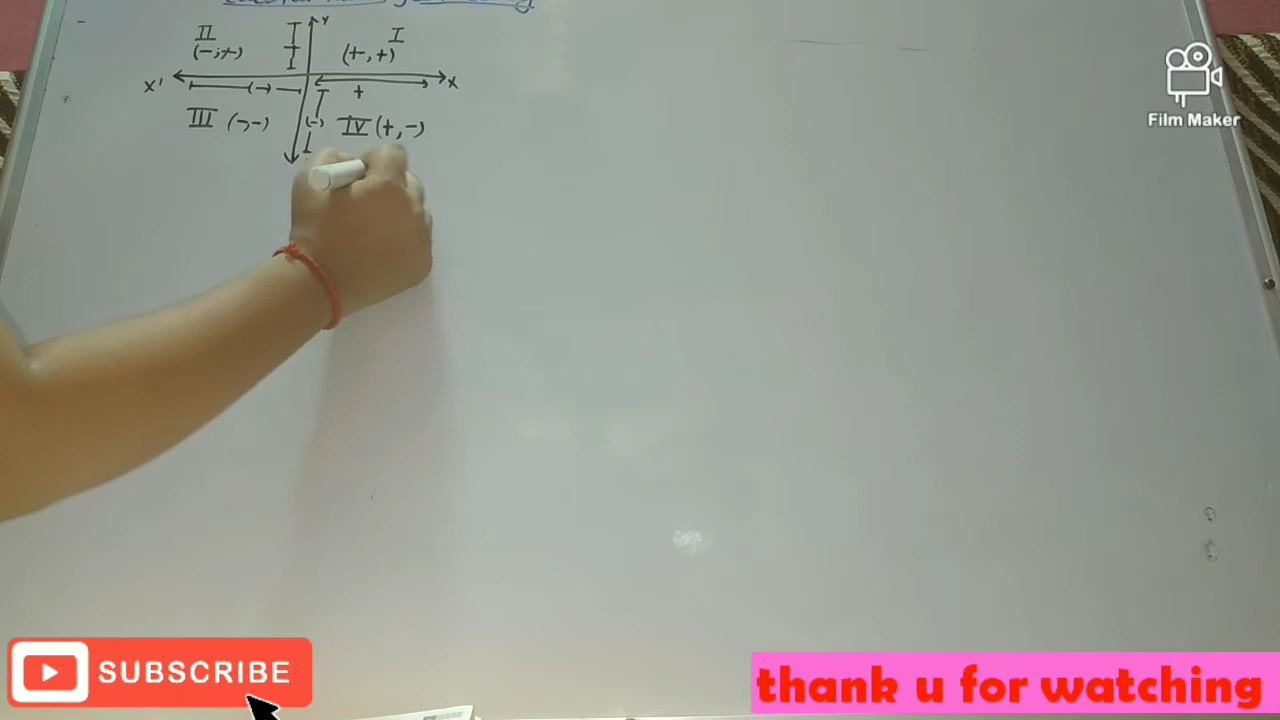 Y
II
I
(-,+)
+
(+,+)
X'
X
(-)
+
III (-,-)
(-)
IV (+,-)
Film Maker
SUBSCRIBE
thank u for watching